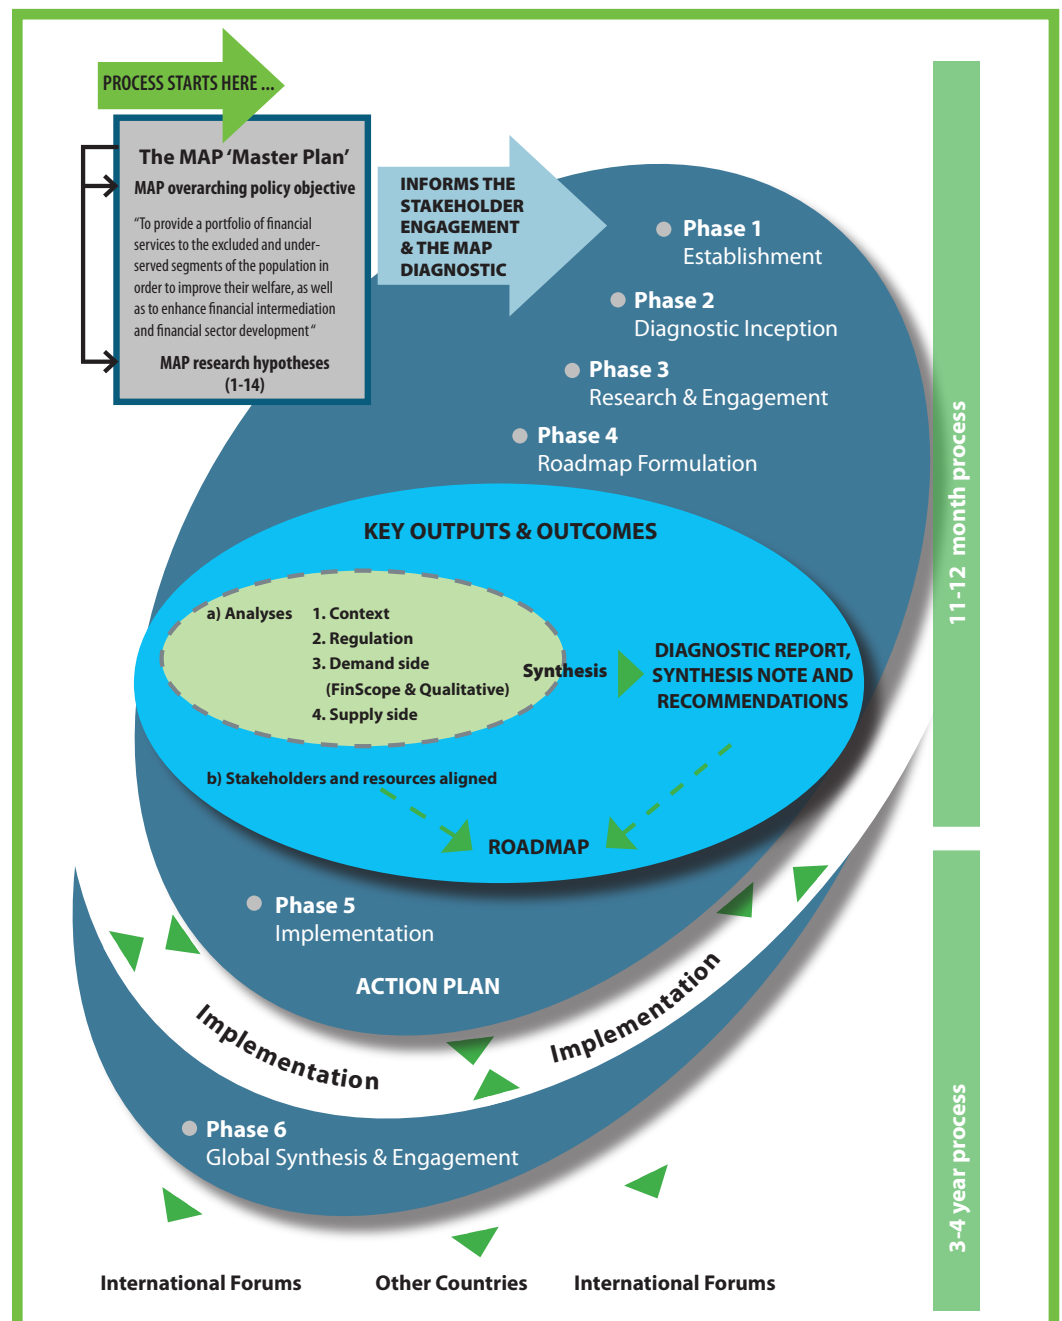 PROCESS STARTS HERE ...
The MAP ‘Master Plan’
MAP overarching policy objective
“To provide a portfolio of financial
services to the excluded and under-
served segments of the population in
order to improve their welfare, as well
as to enhance financial intermediation
and financial sector development “
MAP research hypotheses
(1-14)
INFORMS THE
STAKEHOLDER
ENGAGEMENT
& THE MAP
DIAGNOSTIC
Phase 1
Establishment
Phase 2
Diagnostic Inception
Phase 3
Research & Engagement
Phase 4
Roadmap Formulation
KEY OUTPUTS & OUTCOMES
a) Analyses
1. Context
2. Regulation
3. Demand side
(FinScope & Qualitative)
4. Supply side
Synthesis
DIAGNOSTIC REPORT,
SYNTHESIS NOTE AND
RECOMMENDATIONS
b) Stakeholders and resources aligned
ROADMAP
11-12 month process
Phase 5
Implementation
ACTION PLAN
Implementation
Implementation
Phase 6
Global Synthesis & Engagement
3-4 year process
International Forums
Other Countries
International Forums